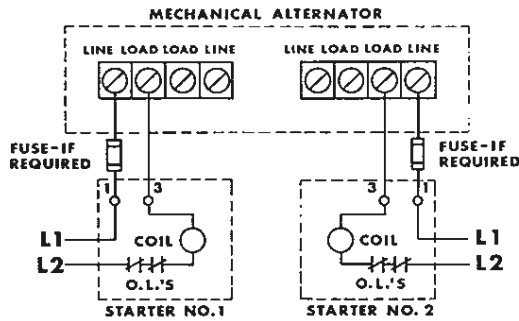 MECHANICAL ALTERNATOR
LINE LOAD LOAD LINE
LINE LOAD LOAD LINE
FUSE-IF
REQUIRED
FUSE-IF
REQUIRED
1 3
3 1
L1
COIL
COIL
L1
L2
L2
O.L.'S
O.L.'S
STARTER NO.1
STARTER NO. 2